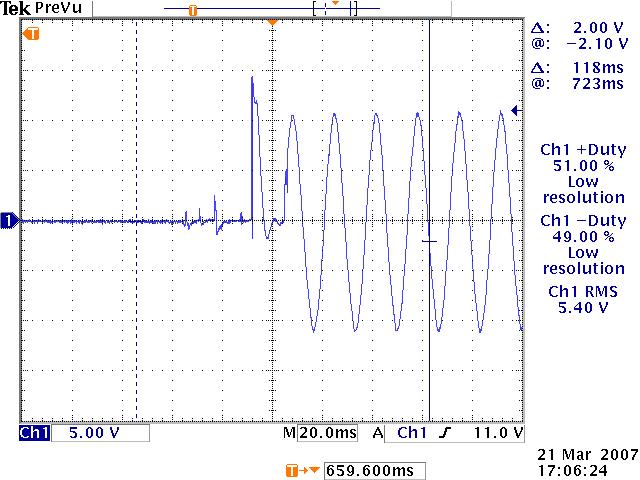 Tek PreVu
T
T
Δ: 2.00 V
@: −2.10 V
Δ: 118ms
@: 723ms
Ch1 +Duty
51.00 %
Low
resolution
1
Ch1 −Duty
49.00 %
Low
resolution
Ch1 RMS
5.40 V
Ch1 5.00 V M 20.0ms A Ch1 11.0 V
T 659.600ms
21 Mar 2007
17:06:24